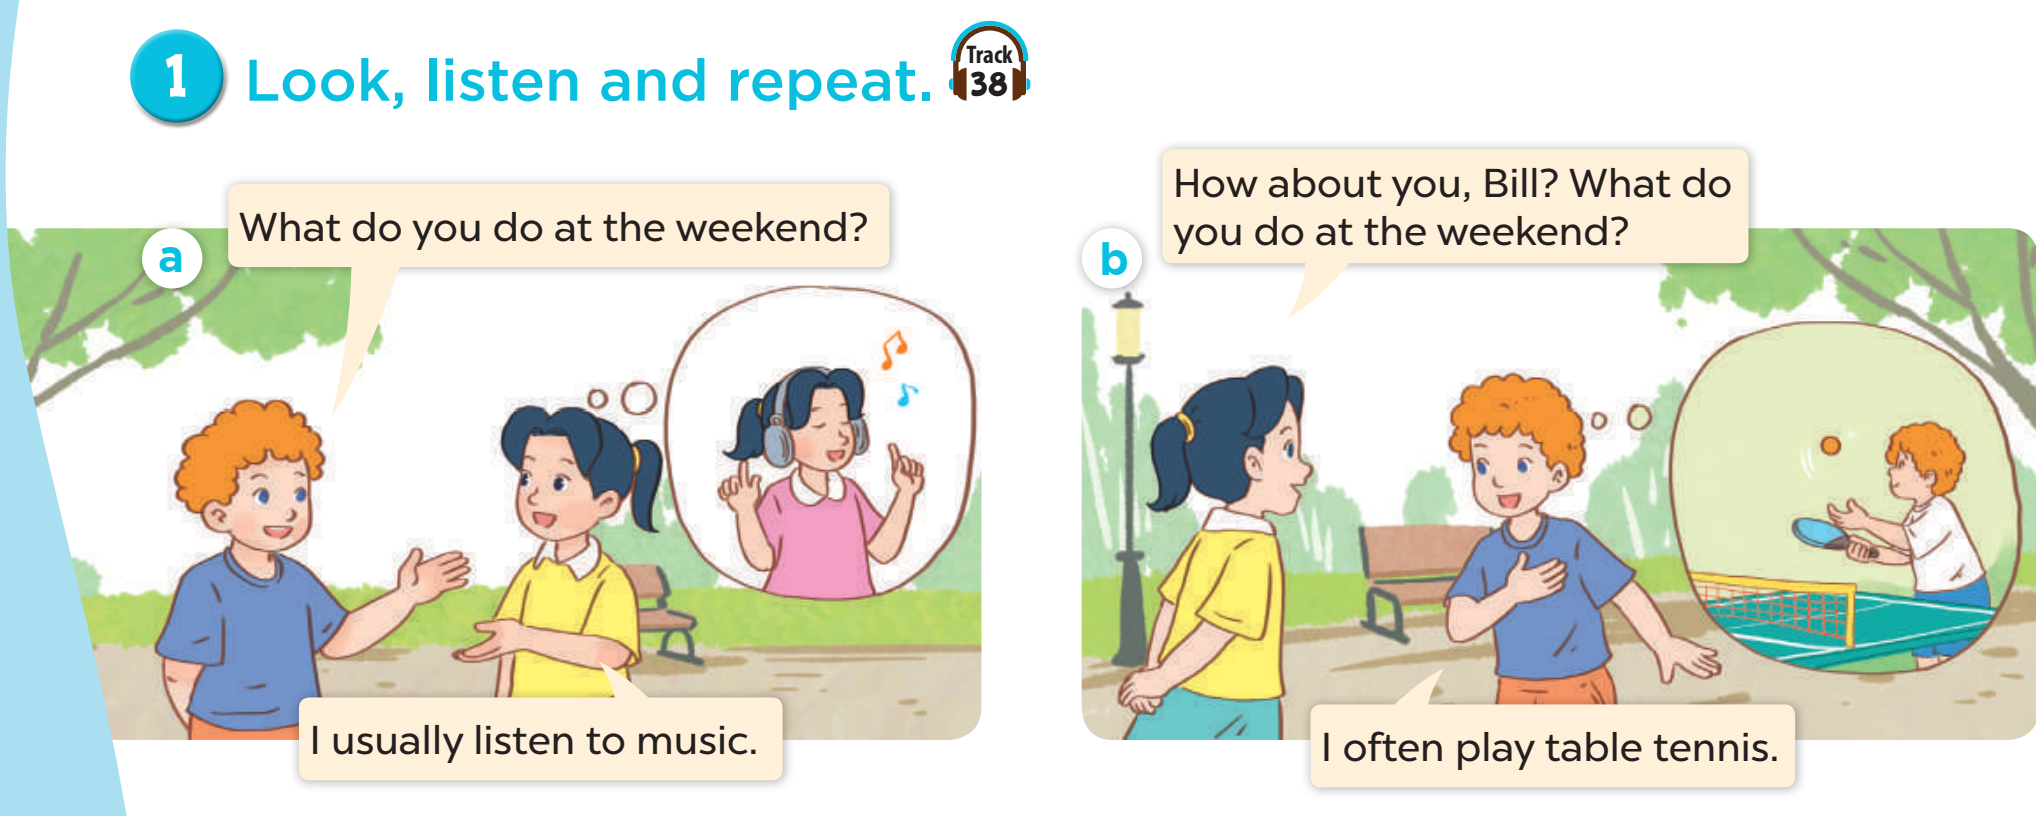 1 Look, listen and repeat.
Track
38
a
What do you do at the weekend?
I usually listen to music.
b
How about you, Bill? What do
you do at the weekend?
I often play table tennis.